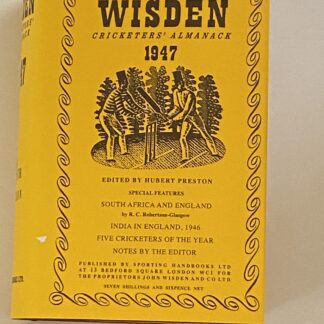 WISDEN
CRICKETERS' ALMANACK
1947
EDITED BY HUBERT PRESTON
SPECIAL FEATURES
SOUTH AFRICA AND ENGLAND
by R. C. Robertson-Glasgow
INDIA IN ENGLAND, 1946
FIVE CRICKETERS OF THE YEAR
NOTES BY THE EDITOR
PUBLISHED BY SPORTING HANDBOOKS LTD
AT 13 BEDFORD SQUARE LONDON WC1 FOR
THE PROPRIETORS JOHN WISDEN AND CO LTD
SEVEN SHILLINGS AND SIXPENCE NET